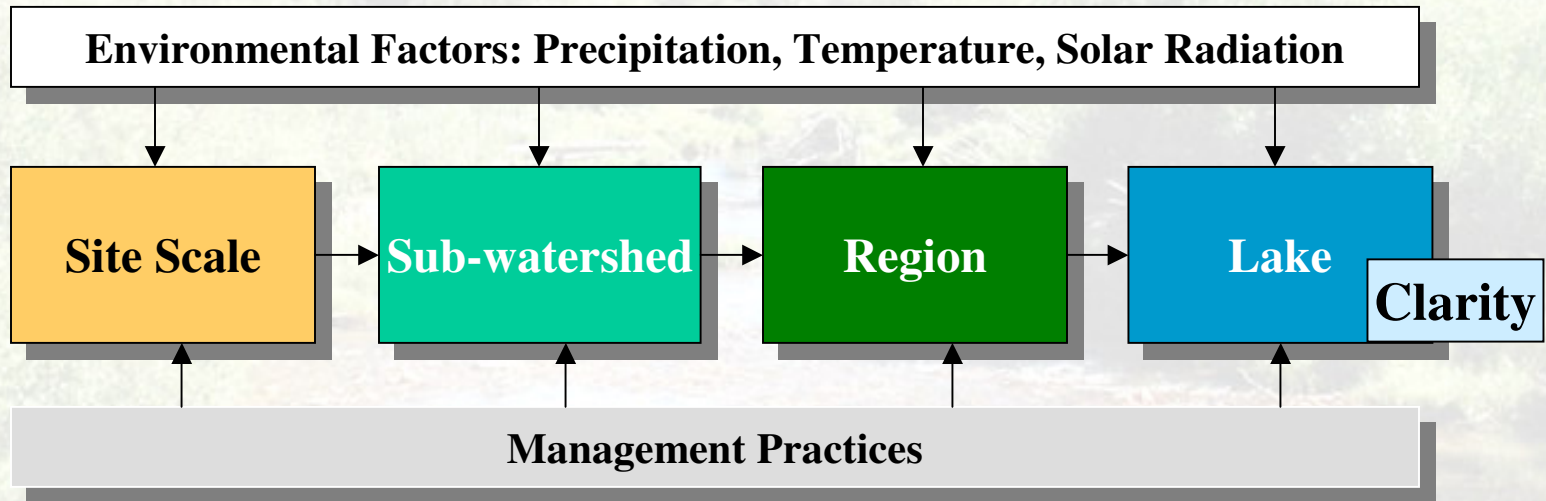 Environmental Factors: Precipitation, Temperature, Solar Radiation
Site Scale
Sub-watershed
Region
Lake
Clarity
Management Practices